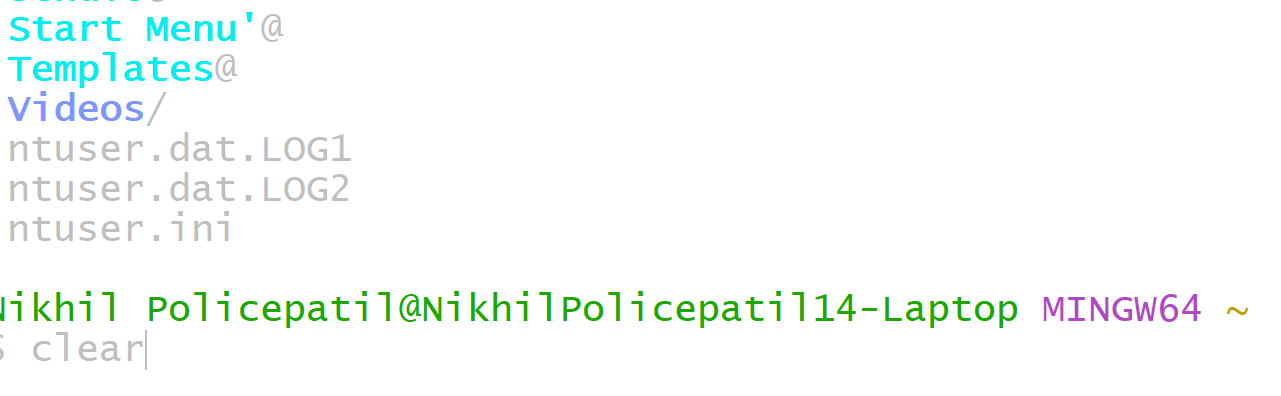 Start Menu'@
Templates@
Videos/
ntuser.dat.LOG1
ntuser.dat.LOG2
ntuser.ini
Nikhil Policepatil@NikhilPolicepatil14-Laptop MINGW64 ~
$ clear